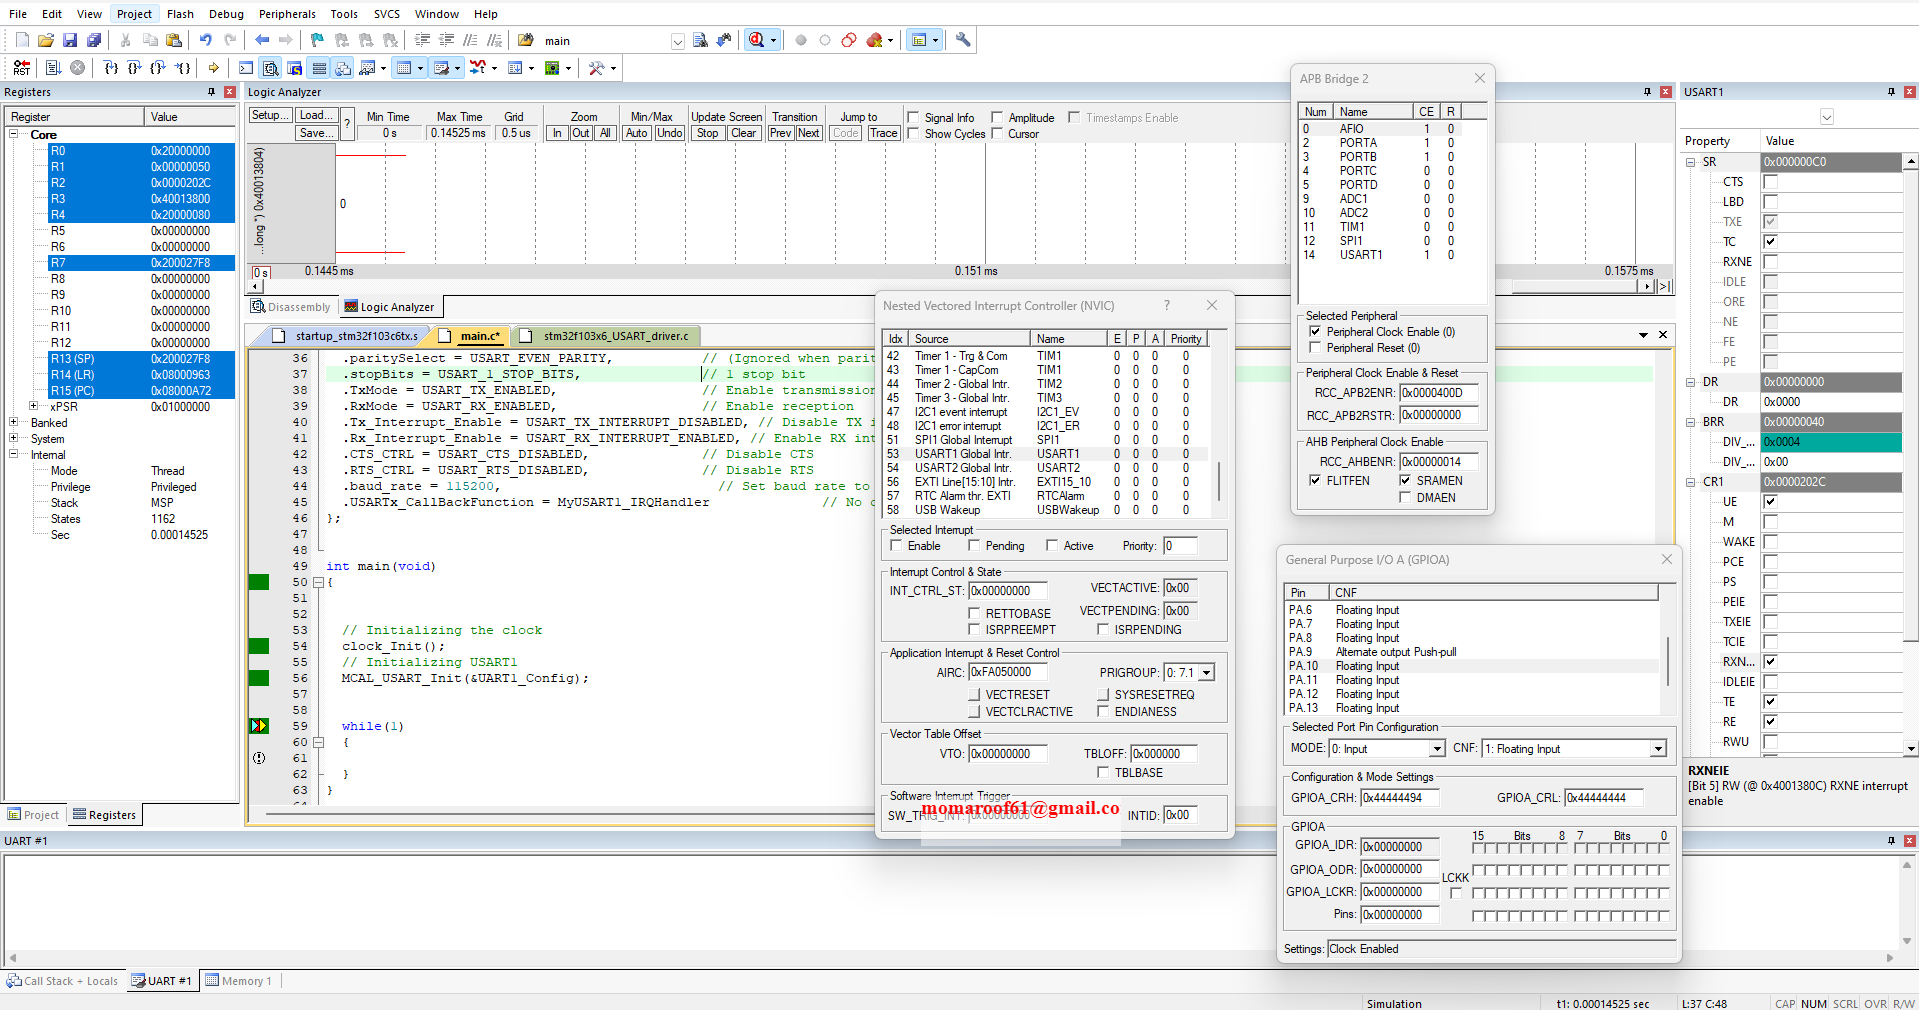 File Edit View Project Flash Debug Peripherals Tools SVCS Window Help
main
Registers
Register Value
Core
R0 0x20000000
R1 0x00000050
R2 0x0000202C
R3 0x40013800
R4 0x20000080
R5 0x00000000
R6 0x00000000
R7 0x200027F8
R8 0x00000000
R9 0x00000000
R10 0x00000000
R11 0x00000000
R12 0x00000000
R13 (SP) 0x200027F8
R14 (LR) 0x08000963
R15 (PC) 0x08000A72
xPSR 0x01000000
Banked
System
Internal
Mode Thread
Privilege Privileged
Stack MSP
States 1162
Sec 0.00014525
Project Registers
Logic Analyzer
Setup... Load... Save... ?
Min Time Max Time Grid Zoom Min/Max Update Screen Transition Jump to
0 s 0.14525 ms 0.5 us In Out All Auto Undo Stop Clear Prev Next Code Trace
Signal Info Amplitude Timestamps Enable
Show Cycles Cursor
...long *) 0x40013804)
0
0 s 0.1445 ms 0.151 ms 0.1575 ms
Disassembly Logic Analyzer
startup_stm32f103c6tx.s main.c* stm32f103x6_USART_driver.c
36 .paritySelect = USART_EVEN_PARITY, // (Ignored when parit
37 .stopBits = USART_1_STOP_BITS, // 1 stop bit
38 .TxMode = USART_TX_ENABLED, // Enable transmission
39 .RxMode = USART_RX_ENABLED, // Enable reception
40 .Tx_Interrupt_Enable = USART_TX_INTERRUPT_DISABLED, // Disable TX i
41 .Rx_Interrupt_Enable = USART_RX_INTERRUPT_ENABLED, // Enable RX int
42 .CTS_CTRL = USART_CTS_DISABLED, // Disable CTS
43 .RTS_CTRL = USART_RTS_DISABLED, // Disable RTS
44 .baud_rate = 115200, // Set baud rate to
45 .USARTx_CallBackFunction = MyUSART1_IRQHandler // No c
46 };
47
48
49 int main(void)
50 {
51
52
53 // Initializing the clock
54 clock_Init();
55 // Initializing USART1
56 MCAL_USART_Init(&UART1_Config);
57
58
59 while(1)
60 {
61
62 }
63 }
Nested Vectored Interrupt Controller (NVIC) ?
Idx Source Name E P A Priority
42 Timer 1 - Trg & Com TIM1 0 0 0 0
43 Timer 1 - CapCom TIM1 0 0 0 0
44 Timer 2 - Global Intr. TIM2 0 0 0 0
45 Timer 3 - Global Intr. TIM3 0 0 0 0
47 I2C1 event interrupt I2C1_EV 0 0 0 0
48 I2C1 error interrupt I2C1_ER 0 0 0 0
51 SPI1 Global Interrupt SPI1 0 0 0 0
53 USART1 Global Intr. USART1 0 0 0 0
54 USART2 Global Intr. USART2 0 0 0 0
56 EXTI Line[15:10] Intr. EXTI15_10 0 0 0 0
57 RTC Alarm thr. EXTI RTCAlarm 0 0 0 0
58 USB Wakeup USBWakeup 0 0 0 0
Selected Interrupt
Enable Pending Active Priority: 0
Interrupt Control & State
INT_CTRL_ST: 0x00000000 VECTACTIVE: 0x00
RETTOBASE VECTPENDING: 0x00
ISRPREEMPT ISRPENDING
Application Interrupt & Reset Control
AIRC: 0xFA050000 PRIGROUP: 0: 7.1
VECTRESET SYSRESETREQ
VECTCLRACTIVE ENDIANESS
Vector Table Offset
VTO: 0x00000000 TBLOFF: 0x000000
TBLBASE
Software Interrupt Trigger
SW_TRIG_INT: 0x00000000 INTID: 0x00
momaroof61@gmail.co
APB Bridge 2
Num Name CE R
0 AFIO 1 0
2 PORTA 1 0
3 PORTB 1 0
4 PORTC 0 0
5 PORTD 0 0
9 ADC1 0 0
10 ADC2 0 0
11 TIM1 0 0
12 SPI1 0 0
14 USART1 1 0
Selected Peripheral
Peripheral Clock Enable (0)
Peripheral Reset (0)
Peripheral Clock Enable & Reset
RCC_APB2ENR: 0x0000400D
RCC_APB2RSTR: 0x00000000
AHB Peripheral Clock Enable
RCC_AHBENR: 0x00000014
FLITFEN SRAMEN
DMAEN
General Purpose I/O A (GPIOA)
Pin CNF
PA.6 Floating Input
PA.7 Floating Input
PA.8 Floating Input
PA.9 Alternate output Push-pull
PA.10 Floating Input
PA.11 Floating Input
PA.12 Floating Input
PA.13 Floating Input
Selected Port Pin Configuration
MODE: 0: Input CNF: 1: Floating Input
Configuration & Mode Settings
GPIOA_CRH: 0x44444494 GPIOA_CRL: 0x44444444
GPIOA 15 Bits 8 7 Bits 0
GPIOA_IDR: 0x00000000
GPIOA_ODR: 0x00000000
LCKK
GPIOA_LCKR: 0x00000000
Pins: 0x00000000
Settings: Clock Enabled
USART1
Property Value
SR 0x000000C0
CTS
LBD
TXE
TC
RXNE
IDLE
ORE
NE
FE
PE
DR 0x00000000
DR 0x0000
BRR 0x00000040
DIV_... 0x0004
DIV_... 0x00
CR1 0x0000202C
UE
M
WAKE
PCE
PS
PEIE
TXEIE
TCIE
RXN...
IDLEIE
TE
RE
RWU
RXNEIE
[Bit 5] RW (@ 0x4001380C) RXNE interrupt
enable
UART #1
Call Stack + Locals UART #1 Memory 1
Simulation t1: 0.00014525 sec L:37 C:48 CAP NUM SCRL OVR R/W